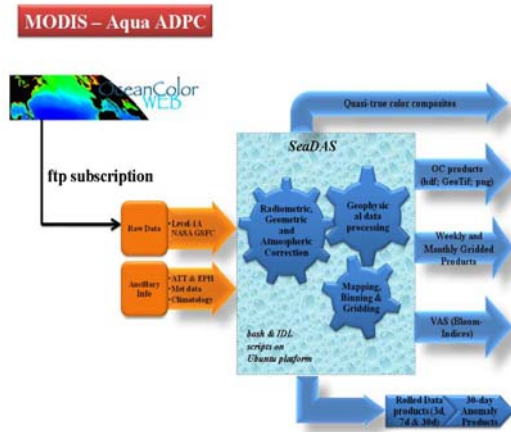 MODIS – Aqua ADPC
OceanColor
WEB
ftp subscription
Raw Data
• Level-1A
NASA GSFC
Ancillary
Info
• ATT & EPH
• Met data
• Climatology
SeaDAS
Radiometric,
Geometric
and
Atmospheric
Correction
Geophysic
al data
processing
Mapping,
Binning &
Gridding
bash & IDL
scripts on
Ubuntu platform
Quasi-true color composites
OC products
(hdf; GeoTif; png)
Weekly and
Monthly Gridded
Products
VAS (Bloom-
Indices)
Rolled Data
products (3d,
7d & 30d)
30-day
Anomaly
Products